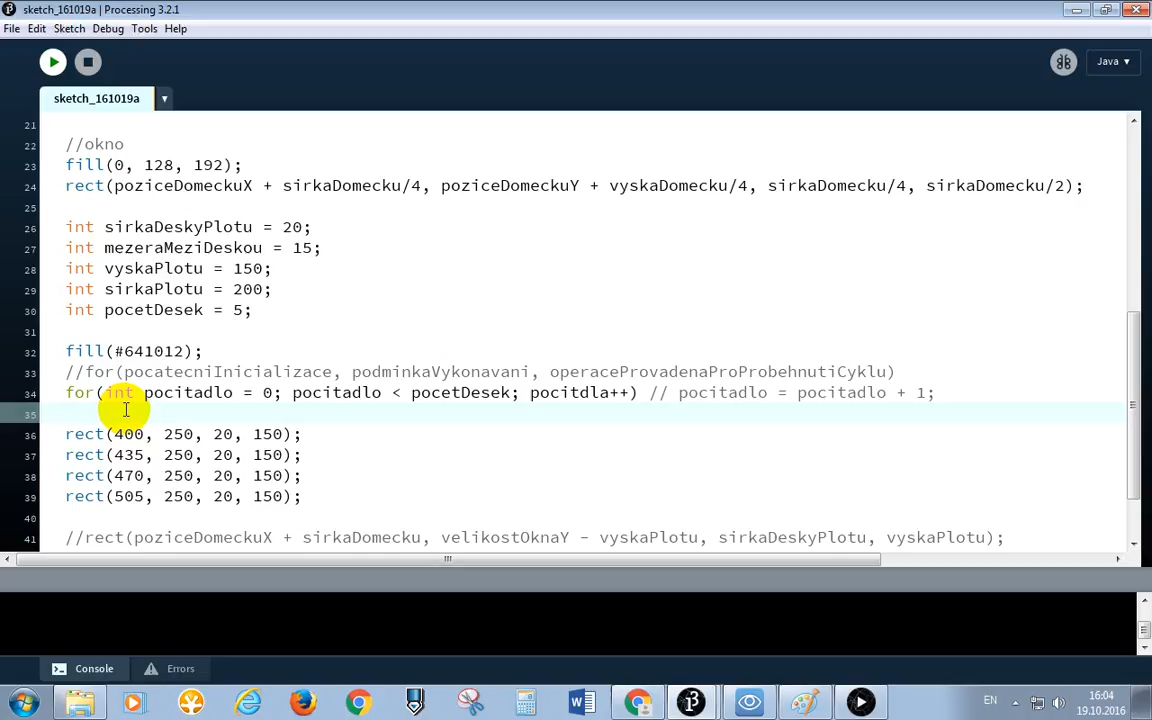 sketch_161019a | Processing 3.2.1
File Edit Sketch Debug Tools Help
Java ▾
sketch_161019a ▾
21
22 //okno
23 fill(0, 128, 192);
24 rect(poziceDomeckuX + sirkaDomecku/4, poziceDomeckuY + vyskaDomecku/4, sirkaDomecku/4, sirkaDomecku/2);
25
26 int sirkaDeskyPlotu = 20;
27 int mezeraMeziDeskou = 15;
28 int vyskaPlotu = 150;
29 int sirkaPlotu = 200;
30 int pocetDesek = 5;
31
32 fill(#641012);
33 //for(pocatecniInicializace, podminkaVykonavani, operaceProvadenaProProbehnutiCyklu)
34 for(int pocitadlo = 0; pocitadlo < pocetDesek; pocitdla++) // pocitadlo = pocitadlo + 1;
35
36 rect(400, 250, 20, 150);
37 rect(435, 250, 20, 150);
38 rect(470, 250, 20, 150);
39 rect(505, 250, 20, 150);
40
41 //rect(poziceDomeckuX + sirkaDomecku, velikostOknaY - vyskaPlotu, sirkaDeskyPlotu, vyskaPlotu);
Console Errors
EN 16:04
19.10.2016